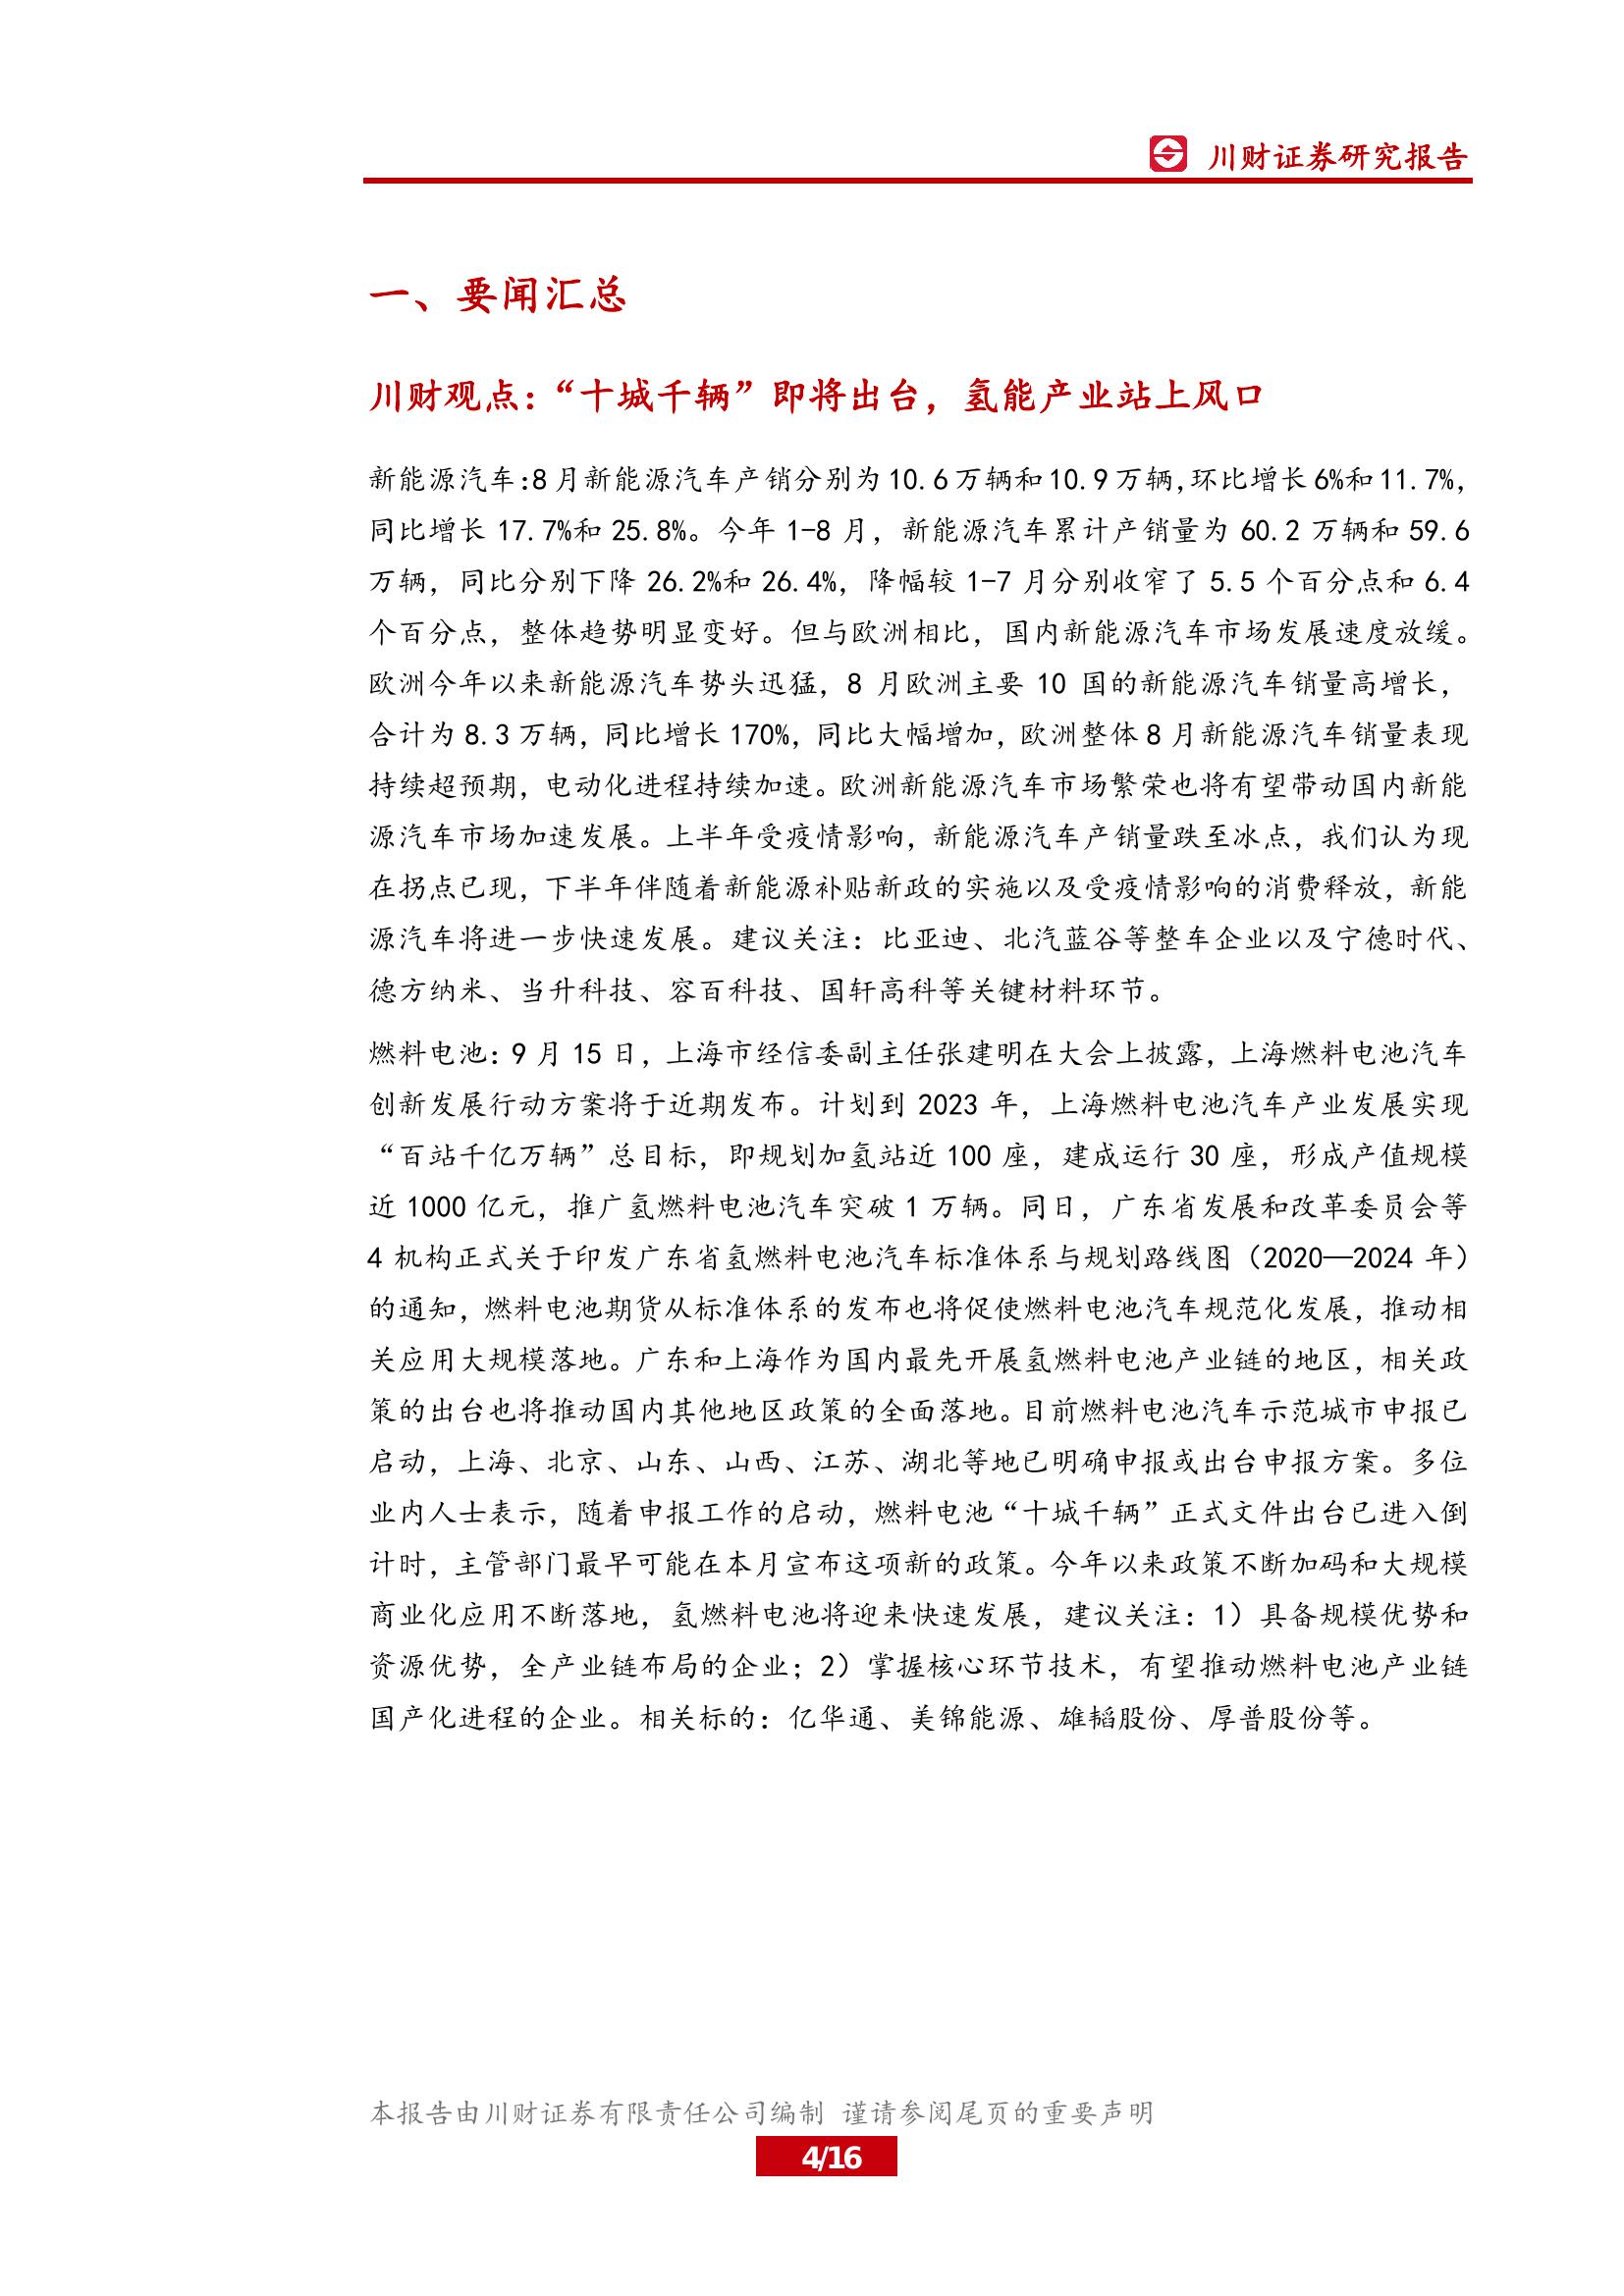 川财证券研究报告
一、要闻汇总
川财观点：“十城千辆”即将出台，氢能产业站上风口
新能源汽车：8月新能源汽车产销分别为10.6万辆和10.9万辆，环比增长6%和11.7%，
同比增长 17.7%和 25.8%。今年 1-8 月，新能源汽车累计产销量为 60.2 万辆和 59.6
万辆，同比分别下降 26.2%和 26.4%，降幅较 1-7 月分别收窄了 5.5 个百分点和 6.4
个百分点，整体趋势明显变好。但与欧洲相比，国内新能源汽车市场发展速度放缓。
欧洲今年以来新能源汽车势头迅猛，8 月欧洲主要 10 国的新能源汽车销量高增长，
合计为 8.3 万辆，同比增长 170%，同比大幅增加，欧洲整体 8 月新能源汽车销量表现
持续超预期，电动化进程持续加速。欧洲新能源汽车市场繁荣也将有望带动国内新能
源汽车市场加速发展。上半年受疫情影响，新能源汽车产销量跌至冰点，我们认为现
在拐点已现，下半年伴随着新能源补贴新政的实施以及受疫情影响的消费释放，新能
源汽车将进一步快速发展。建议关注：比亚迪、北汽蓝谷等整车企业以及宁德时代、
德方纳米、当升科技、容百科技、国轩高科等关键材料环节。
燃料电池：9 月 15 日，上海市经信委副主任张建明在大会上披露，上海燃料电池汽车
创新发展行动方案将于近期发布。计划到 2023 年，上海燃料电池汽车产业发展实现
“百站千亿万辆”总目标，即规划加氢站近 100 座，建成运行 30 座，形成产值规模
近 1000 亿元，推广氢燃料电池汽车突破 1 万辆。同日，广东省发展和改革委员会等
4 机构正式关于印发广东省氢燃料电池汽车标准体系与规划路线图（2020—2024 年）
的通知，燃料电池期货从标准体系的发布也将促使燃料电池汽车规范化发展，推动相
关应用大规模落地。广东和上海作为国内最先开展氢燃料电池产业链的地区，相关政
策的出台也将推动国内其他地区政策的全面落地。目前燃料电池汽车示范城市申报已
启动，上海、北京、山东、山西、江苏、湖北等地已明确申报或出台申报方案。多位
业内人士表示，随着申报工作的启动，燃料电池“十城千辆”正式文件出台已进入倒
计时，主管部门最早可能在本月宣布这项新的政策。今年以来政策不断加码和大规模
商业化应用不断落地，氢燃料电池将迎来快速发展，建议关注：1）具备规模优势和
资源优势，全产业链布局的企业；2）掌握核心环节技术，有望推动燃料电池产业链
国产化进程的企业。相关标的：亿华通、美锦能源、雄韬股份、厚普股份等。
本报告由川财证券有限责任公司编制 谨请参阅尾页的重要声明
4/16